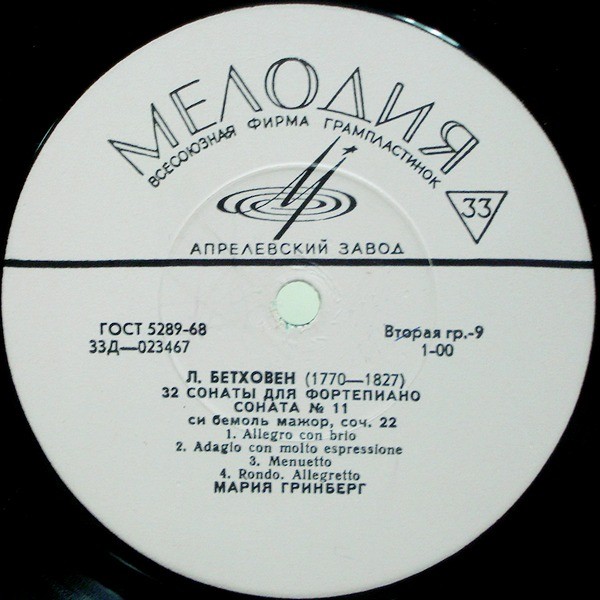 МЕЛОДИЯ
ВСЕСОЮЗНАЯ ФИРМА ГРАМПЛАСТИНОК
33
АПРЕЛЕВСКИЙ ЗАВОД
ГОСТ 5289-68 Вторая гр.-9
33Д—023467 1-00
Л. БЕТХОВЕН (1770—1827)
32 СОНАТЫ ДЛЯ ФОРТЕПИАНО
СОНАТА № 11
СИ БЕМОЛЬ МАЖОР, СОЧ. 22
1. Allegro con brio
2. Adagio con molto espressione
3. Menuetto
4. Rondo. Allegretto
МАРИЯ ГРИНБЕРГ